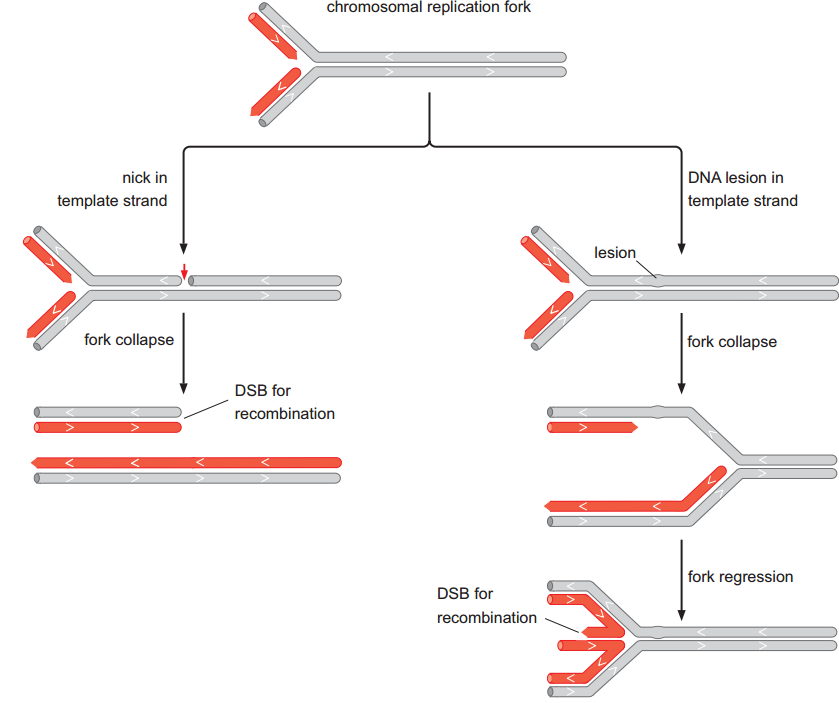 chromosomal replication fork
nick in
template strand
DNA lesion in
template strand
lesion
fork collapse
fork collapse
DSB for
recombination
fork regression
DSB for
recombination